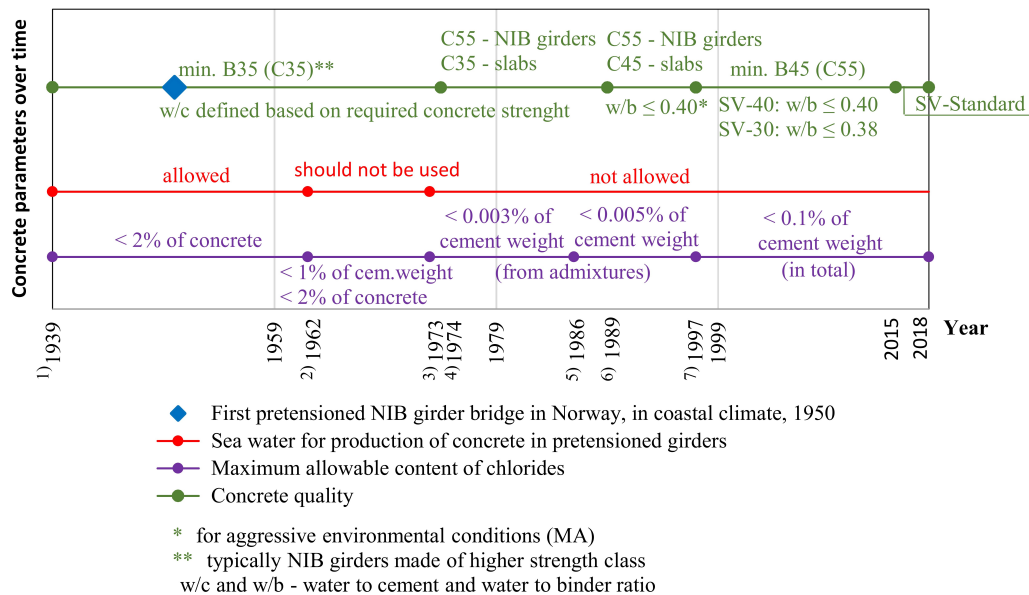 Concrete parameters over time
C55 - NIB girders
C35 - slabs
C55 - NIB girders
C45 - slabs
min. B35 (C35)**
min. B45 (C55)
w/c defined based on required concrete strenght
w/b ≤ 0.40*
SV-40: w/b ≤ 0.40
SV-30: w/b ≤ 0.38
SV-Standard
allowed
should not be used
not allowed
< 2% of concrete
< 1% of cem.weight
< 2% of concrete
< 0.003% of
cement weight
< 0.005% of
cement weight
(from admixtures)
< 0.1% of
cement weight
(in total)
1) 1939
1959
2) 1962
3) 1973
4) 1974
1979
5) 1986
6) 1989
7) 1997
1999
2015
2018
Year
First pretensioned NIB girder bridge in Norway, in coastal climate, 1950
Sea water for production of concrete in pretensioned girders
Maximum allowable content of chlorides
Concrete quality
* for aggressive environmental conditions (MA)
** typically NIB girders made of higher strength class
w/c and w/b - water to cement and water to binder ratio